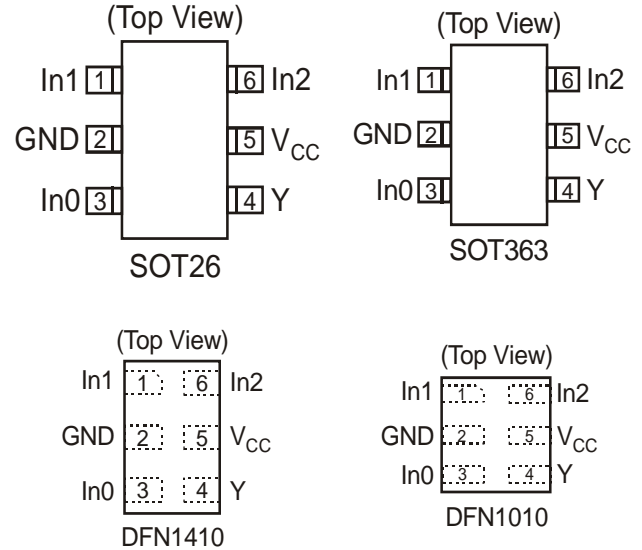 (Top View)
In1 1 6 In2
GND 2 5 VCC
In0 3 4 Y
SOT26
(Top View)
In1 1 6 In2
GND 2 5 VCC
In0 3 4 Y
SOT363
(Top View)
In1 1 6 In2
GND 2 5 VCC
In0 3 4 Y
DFN1410
(Top View)
In1 1 6 In2
GND 2 5 VCC
In0 3 4 Y
DFN1010